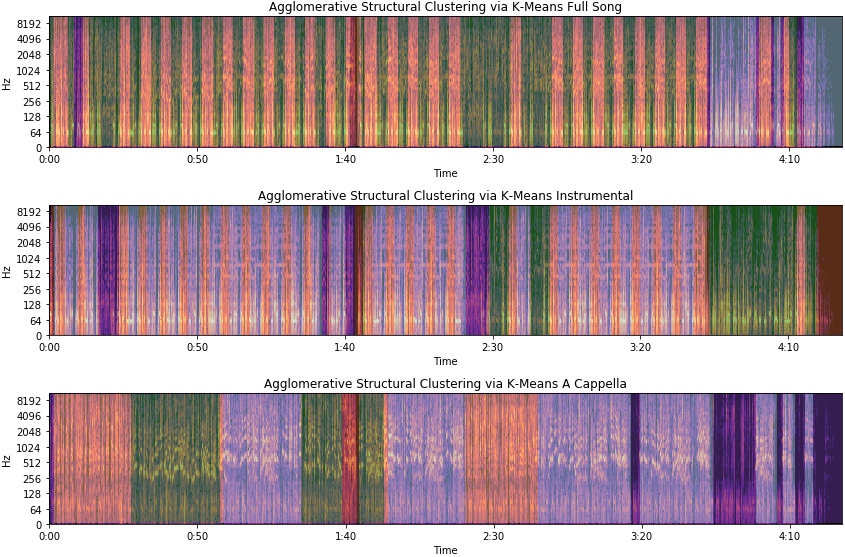 Agglomerative Structural Clustering via K-Means Full Song
8192
4096
2048
1024
512
256
128
64
0
Hz
0:00 0:50 1:40 2:30 3:20 4:10
Time
Agglomerative Structural Clustering via K-Means Instrumental
8192
4096
2048
1024
512
256
128
64
0
Hz
0:00 0:50 1:40 2:30 3:20 4:10
Time
Agglomerative Structural Clustering via K-Means A Cappella
8192
4096
2048
1024
512
256
128
64
0
Hz
0:00 0:50 1:40 2:30 3:20 4:10
Time